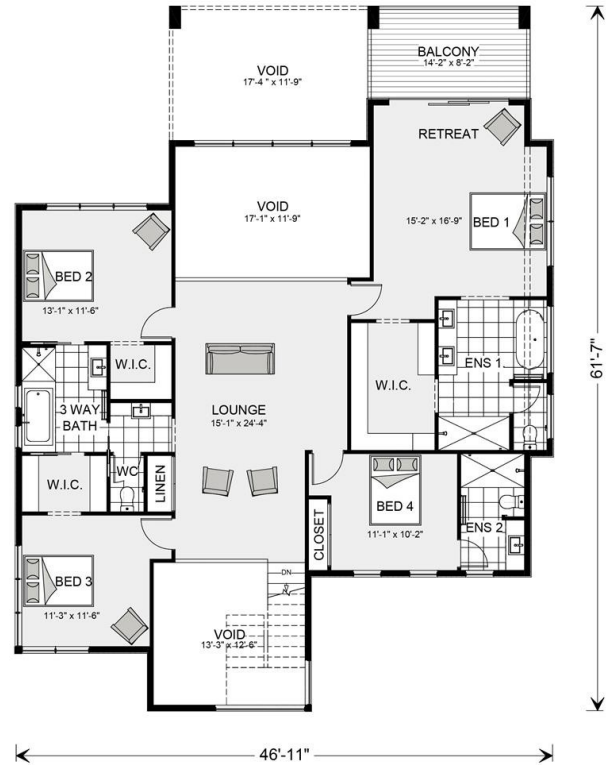 VOID
17'-4 " x 11'-9"
BALCONY
14'-2" x 8'-2"
RETREAT
VOID
17'-1" x 11'-9"
15'-2" x 16'-9"
BED 1
BED 2
13'-1" x 11'-6"
W.I.C.
ENS 1
W.I.C.
3 WAY
BATH
LOUNGE
15'-1" x 24'-4"
WC
LINEN
W.I.C.
BED 4
11'-1" x 10'-2"
CLOSET
ENS 2
BED 3
11'-3" x 11'-6"
DN
VOID
13'-3" x 12'-6"
61'-7"
46'-11"